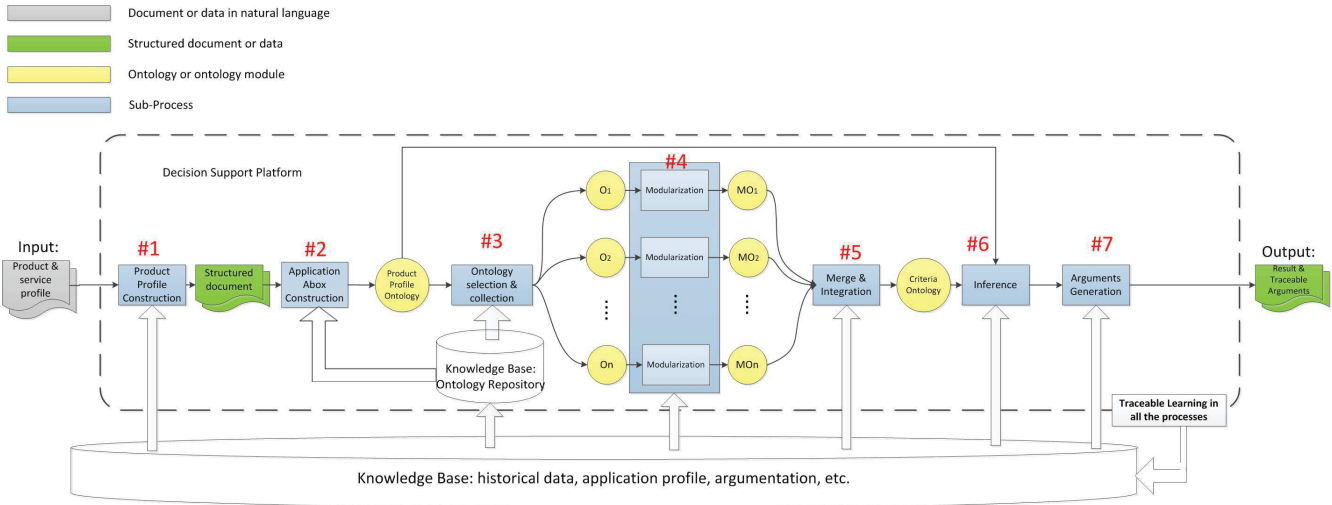 Document or data in natural language
Structured document or data
Ontology or ontology module
Sub-Process
Decision Support Platform
Input:
Product &
service
profile
#1
Product
Profile
Construction
Structured
document
#2
Application
Abox
Construction
Product
Profile
Ontology
#3
Ontology
selection &
collection
Knowledge Base:
Ontology Repository
O1
O2
On
#4
Modularization
Modularization
Modularization
MO1
MO2
MOn
#5
Merge &
Integration
Criteria
Ontology
#6
Inference
#7
Arguments
Generation
Output:
Result &
Traceable
Arguments
Traceable Learning in
all the processes
Knowledge Base: historical data, application profile, argumentation, etc.